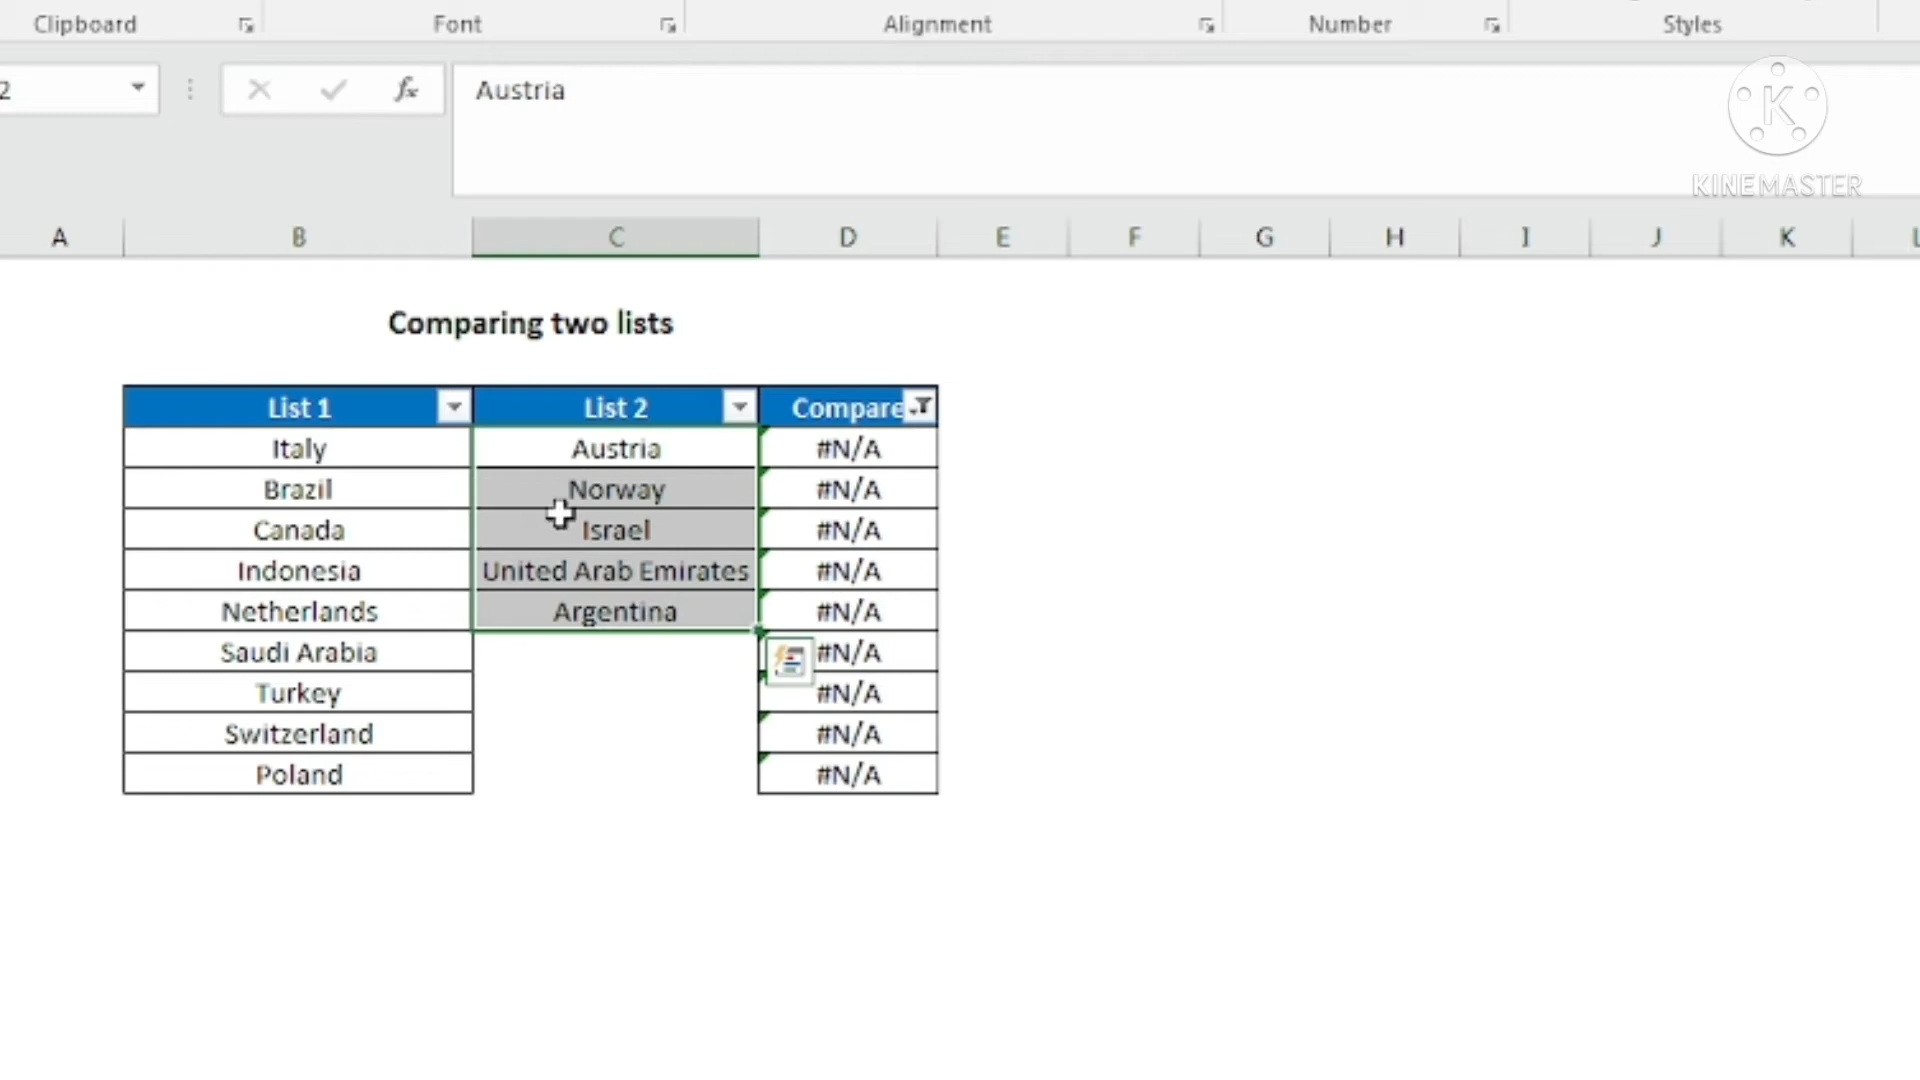 Clipboard Font Alignment Number Styles
2 fx Austria
KINEMASTER
A B C D E F G H I J K L
Comparing two lists
List 1 List 2 Compare
Italy Austria #N/A
Brazil Norway #N/A
Canada Israel #N/A
Indonesia United Arab Emirates #N/A
Netherlands Argentina #N/A
Saudi Arabia #N/A
Turkey #N/A
Switzerland #N/A
Poland #N/A